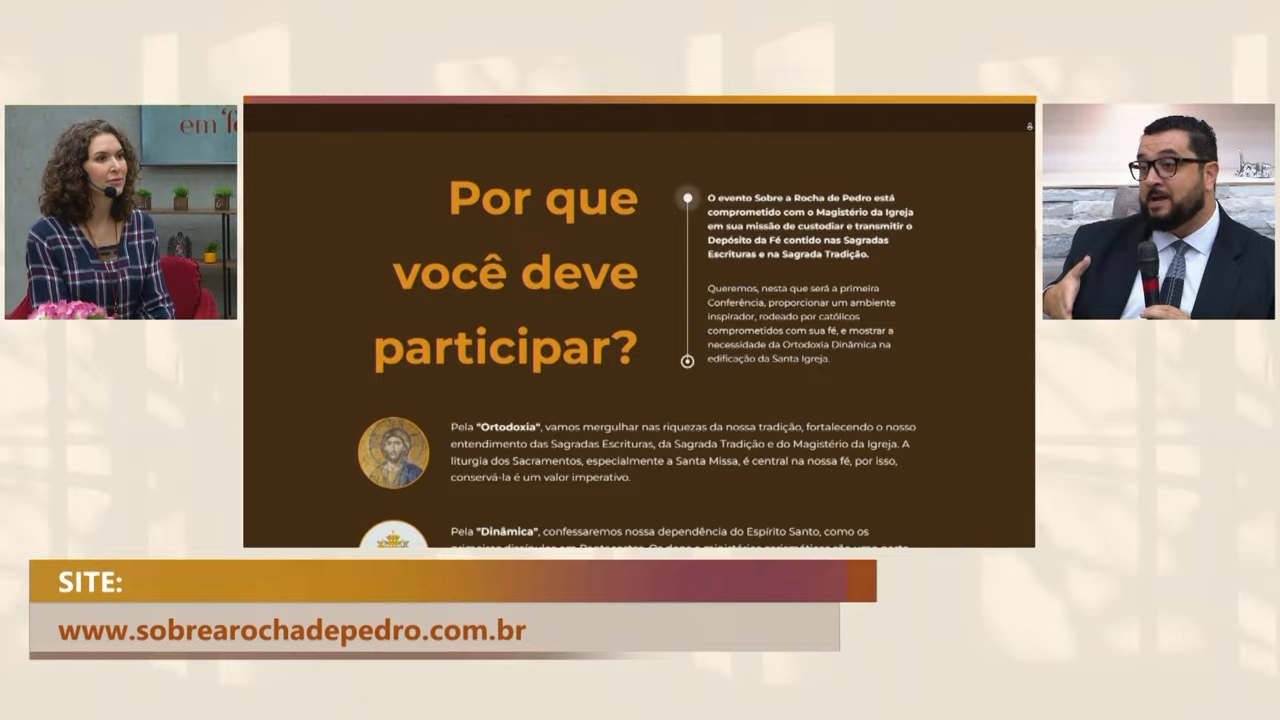 em
Por que
você deve
participar?
O evento Sobre a Rocha de Pedro está
comprometido com o Magistério da Igreja
em sua missão de custodiar e transmitir o
Depósito da Fé contido nas Sagradas
Escrituras e na Sagrada Tradição.
Queremos, nesta que será a primeira
Conferência, proporcionar um ambiente
inspirador, rodeado por católicos
comprometidos com sua fé, e mostrar a
necessidade da Ortodoxia Dinâmica na
edificação da Santa Igreja.
Pela "Ortodoxia", vamos mergulhar nas riquezas da nossa tradição, fortalecendo o nosso
entendimento das Sagradas Escrituras, da Sagrada Tradição e do Magistério da Igreja. A
liturgia dos Sacramentos, especialmente a Santa Missa, é central na nossa fé, por isso,
conservá-la é um valor imperativo.
Pela "Dinâmica", confessaremos nossa dependência do Espírito Santo, como os
SITE:
www.sobrearochadepedro.com.br